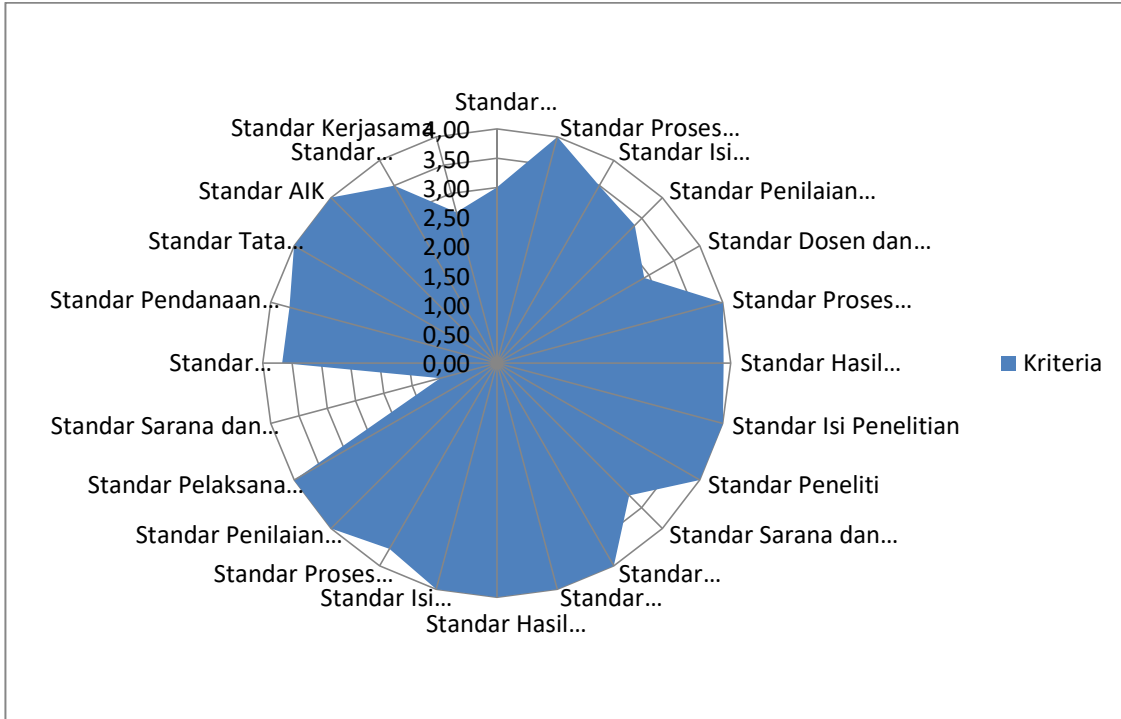 Standar...
Standar Proses...
Standar Isi...
Standar Penilaian...
Standar Dosen dan...
Standar Proses...
Standar Hasil...
Standar Isi Penelitian
Standar Peneliti
Standar Sarana dan...
Standar...
Standar...
Standar Hasil...
Standar Isi...
Standar Proses...
Standar Penilaian...
Standar Pelaksana...
Standar Sarana dan...
Standar...
Standar Pendanaan...
Standar Tata...
Standar AIK
Standar...
Standar Kerjasama
4,00
3,50
3,00
2,50
2,00
1,50
1,00
0,50
0,00
Kriteria